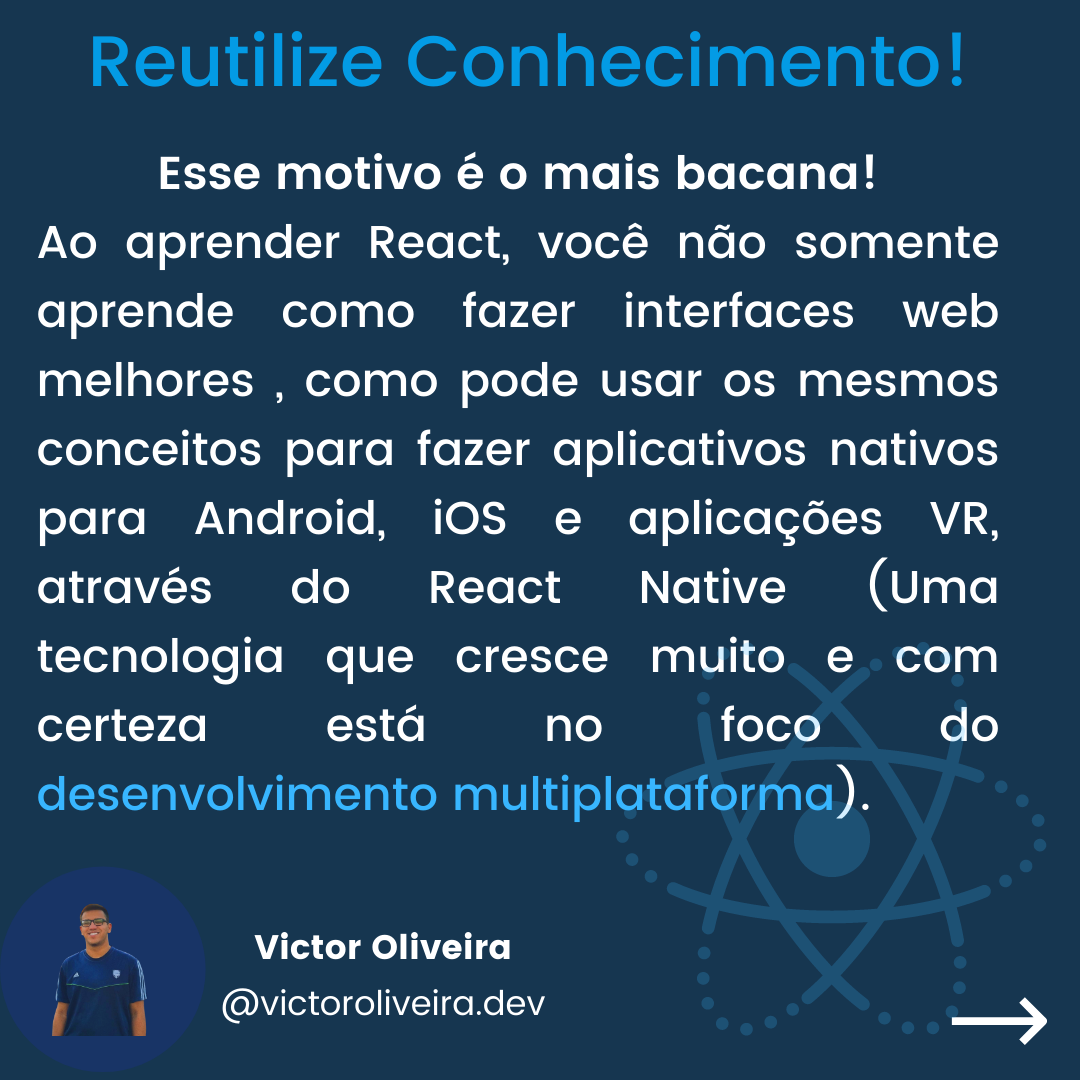 Reutilize Conhecimento!
Esse motivo é o mais bacana!
Ao aprender React, você não somente
aprende como fazer interfaces web
melhores , como pode usar os mesmos
conceitos para fazer aplicativos nativos
para Android, iOS e aplicações VR,
através do React Native (Uma
tecnologia que cresce muito e com
certeza está no foco do
desenvolvimento multiplataforma).
Victor Oliveira
@victoroliveira.dev